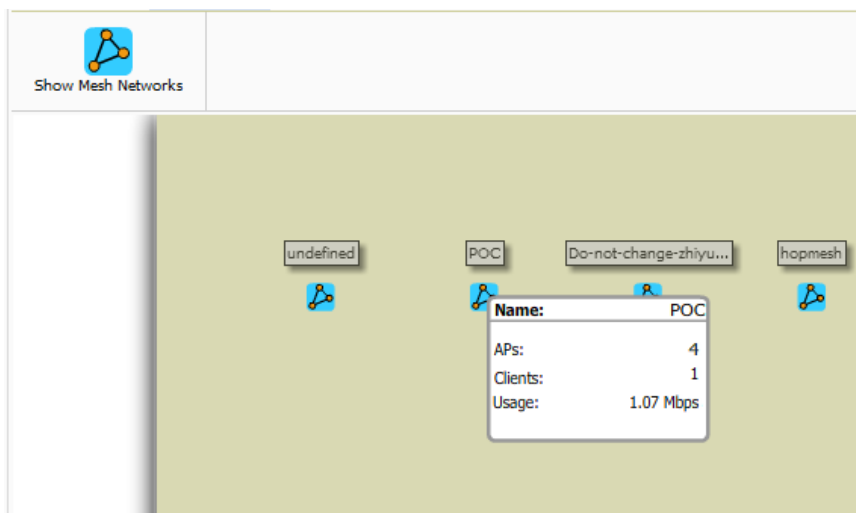 Show Mesh Networks
undefined
POC
Do-not-change-zhiyu...
hopmesh
Name: POC
APs: 4
Clients: 1
Usage: 1.07 Mbps